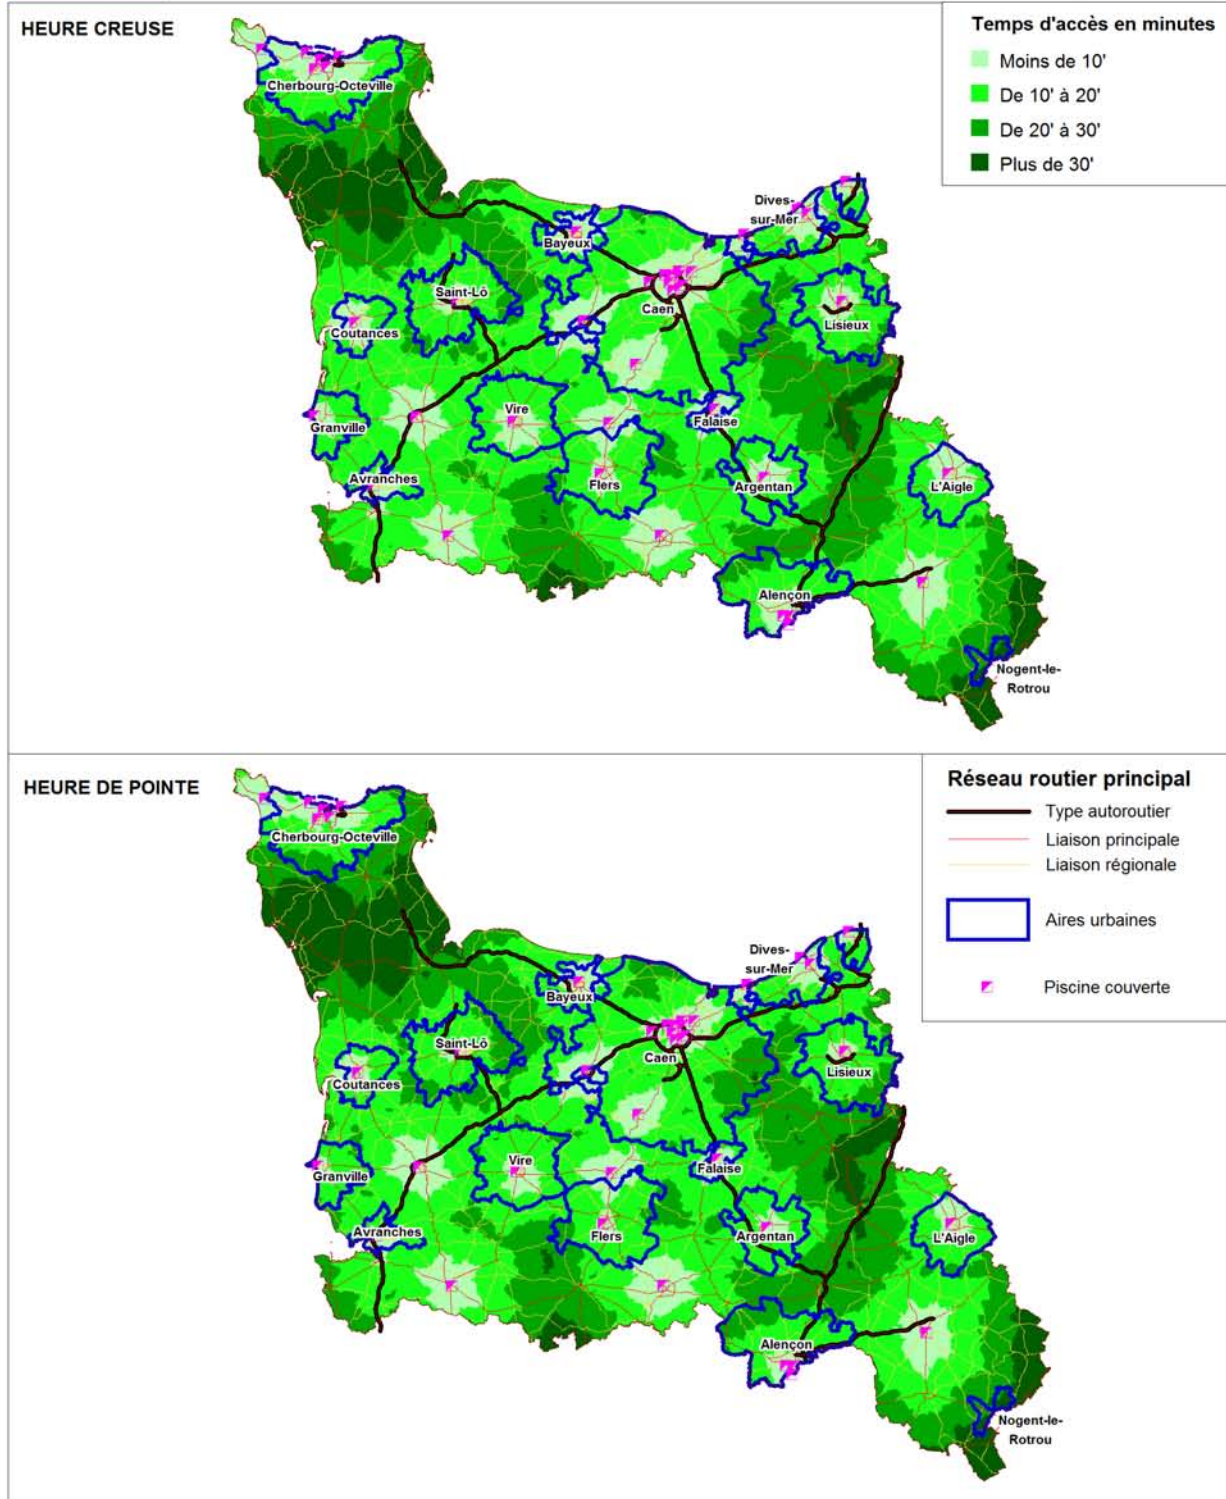 HEURE CREUSE
Temps d'accès en minutes
Moins de 10'
De 10' à 20'
De 20' à 30'
Plus de 30'
Cherbourg-Octeville
Dives-
sur-Mer
Bayeux
Saint-Lô
Caen
Lisieux
Coutances
Vire
Falaise
Granville
Avranches
Flers
Argentan
L'Aigle
Alençon
Nogent-le-
Rotrou
HEURE DE POINTE
Réseau routier principal
Type autoroutier
Liaison principale
Liaison régionale
Aires urbaines
Piscine couverte
Cherbourg-Octeville
Dives-
sur-Mer
Bayeux
Saint-Lô
Caen
Lisieux
Coutances
Vire
Falaise
Granville
Avranches
Flers
Argentan
L'Aigle
Alençon
Nogent-le-
Rotrou